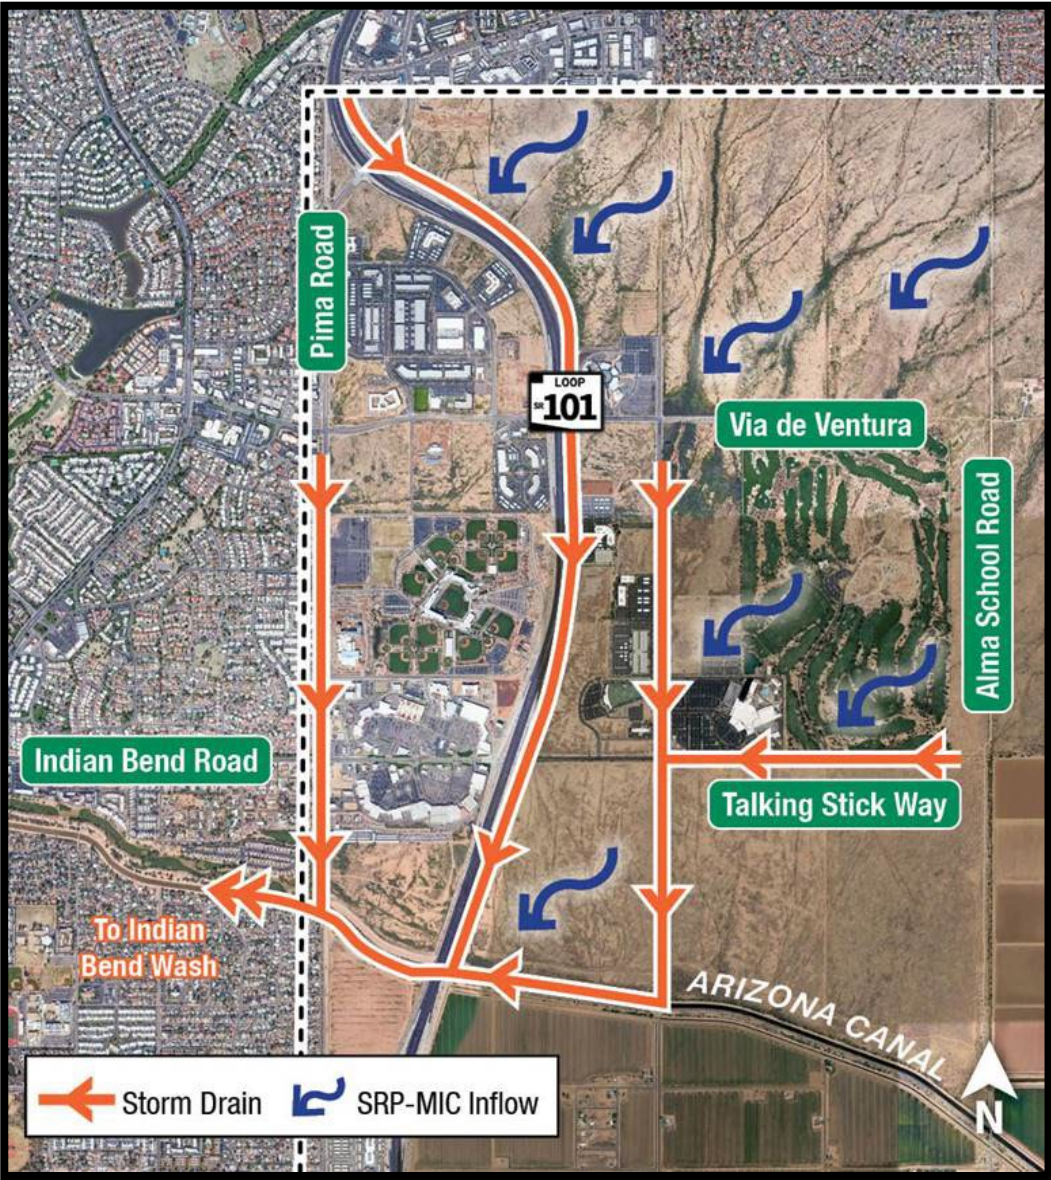 Pima Road
LOOP
SR 101
Via de Ventura
Alma School Road
Indian Bend Road
Talking Stick Way
To Indian
Bend Wash
ARIZONA CANAL
Storm Drain
SRP-MIC Inflow
N